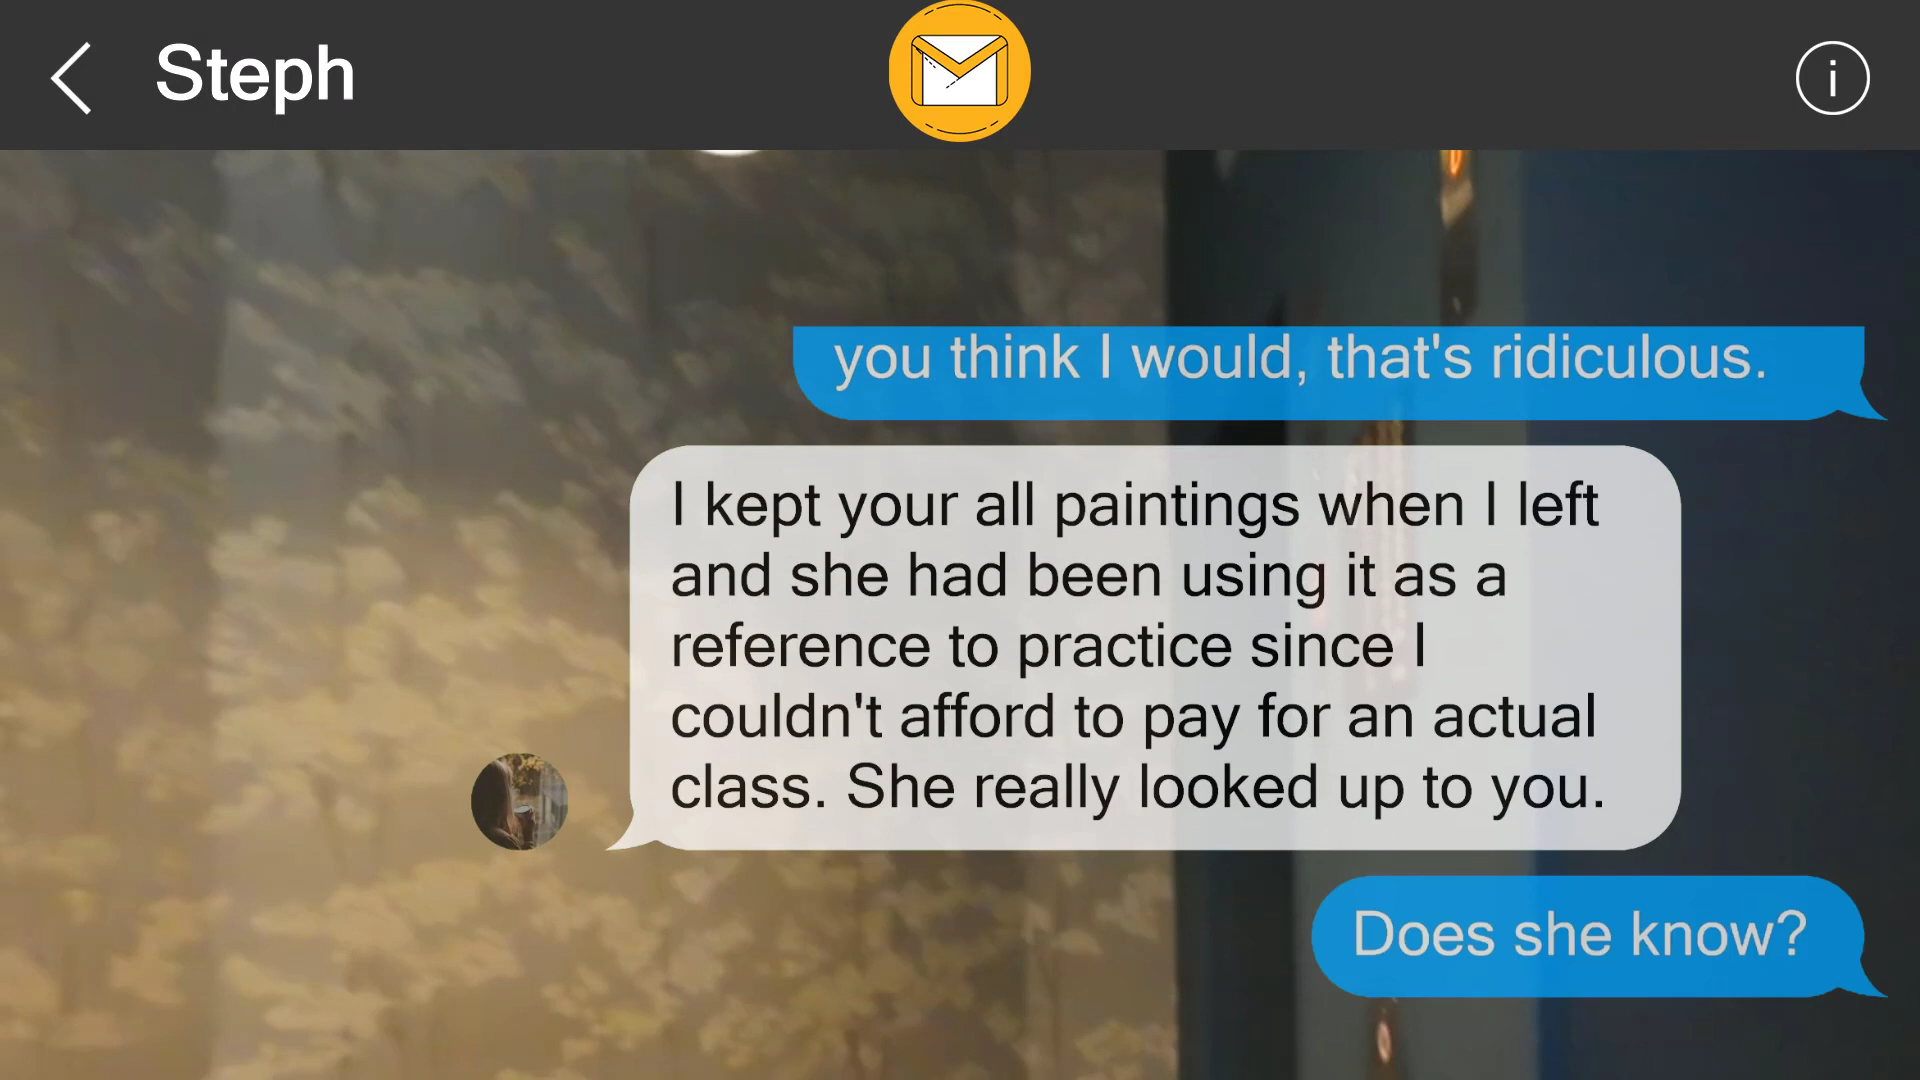 Steph
i
you think I would, that's ridiculous.
I kept your all paintings when I left
and she had been using it as a
reference to practice since I
couldn't afford to pay for an actual
class. She really looked up to you.
Does she know?